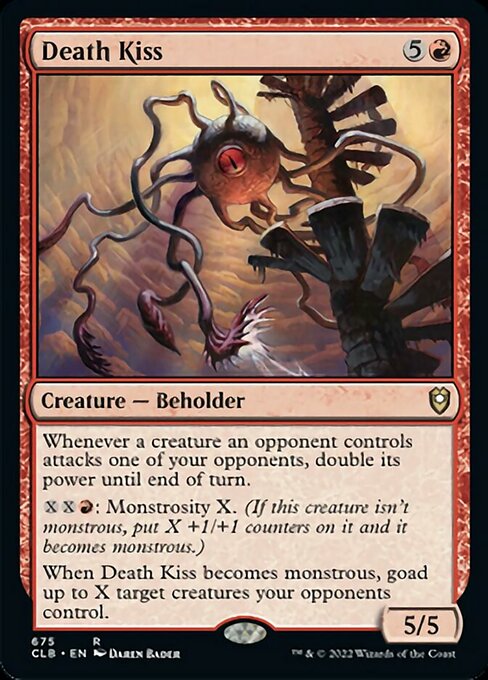 Death Kiss 5
Creature — Beholder
Whenever a creature an opponent controls
attacks one of your opponents, double its
power until end of turn.
X X : Monstrosity X. (If this creature isn't
monstrous, put X +1/+1 counters on it and it
becomes monstrous.)
When Death Kiss becomes monstrous, goad
up to X target creatures your opponents
control.
5/5
675 R
CLB • EN Daren Bader
™ & © 2022 Wizards of the Coast